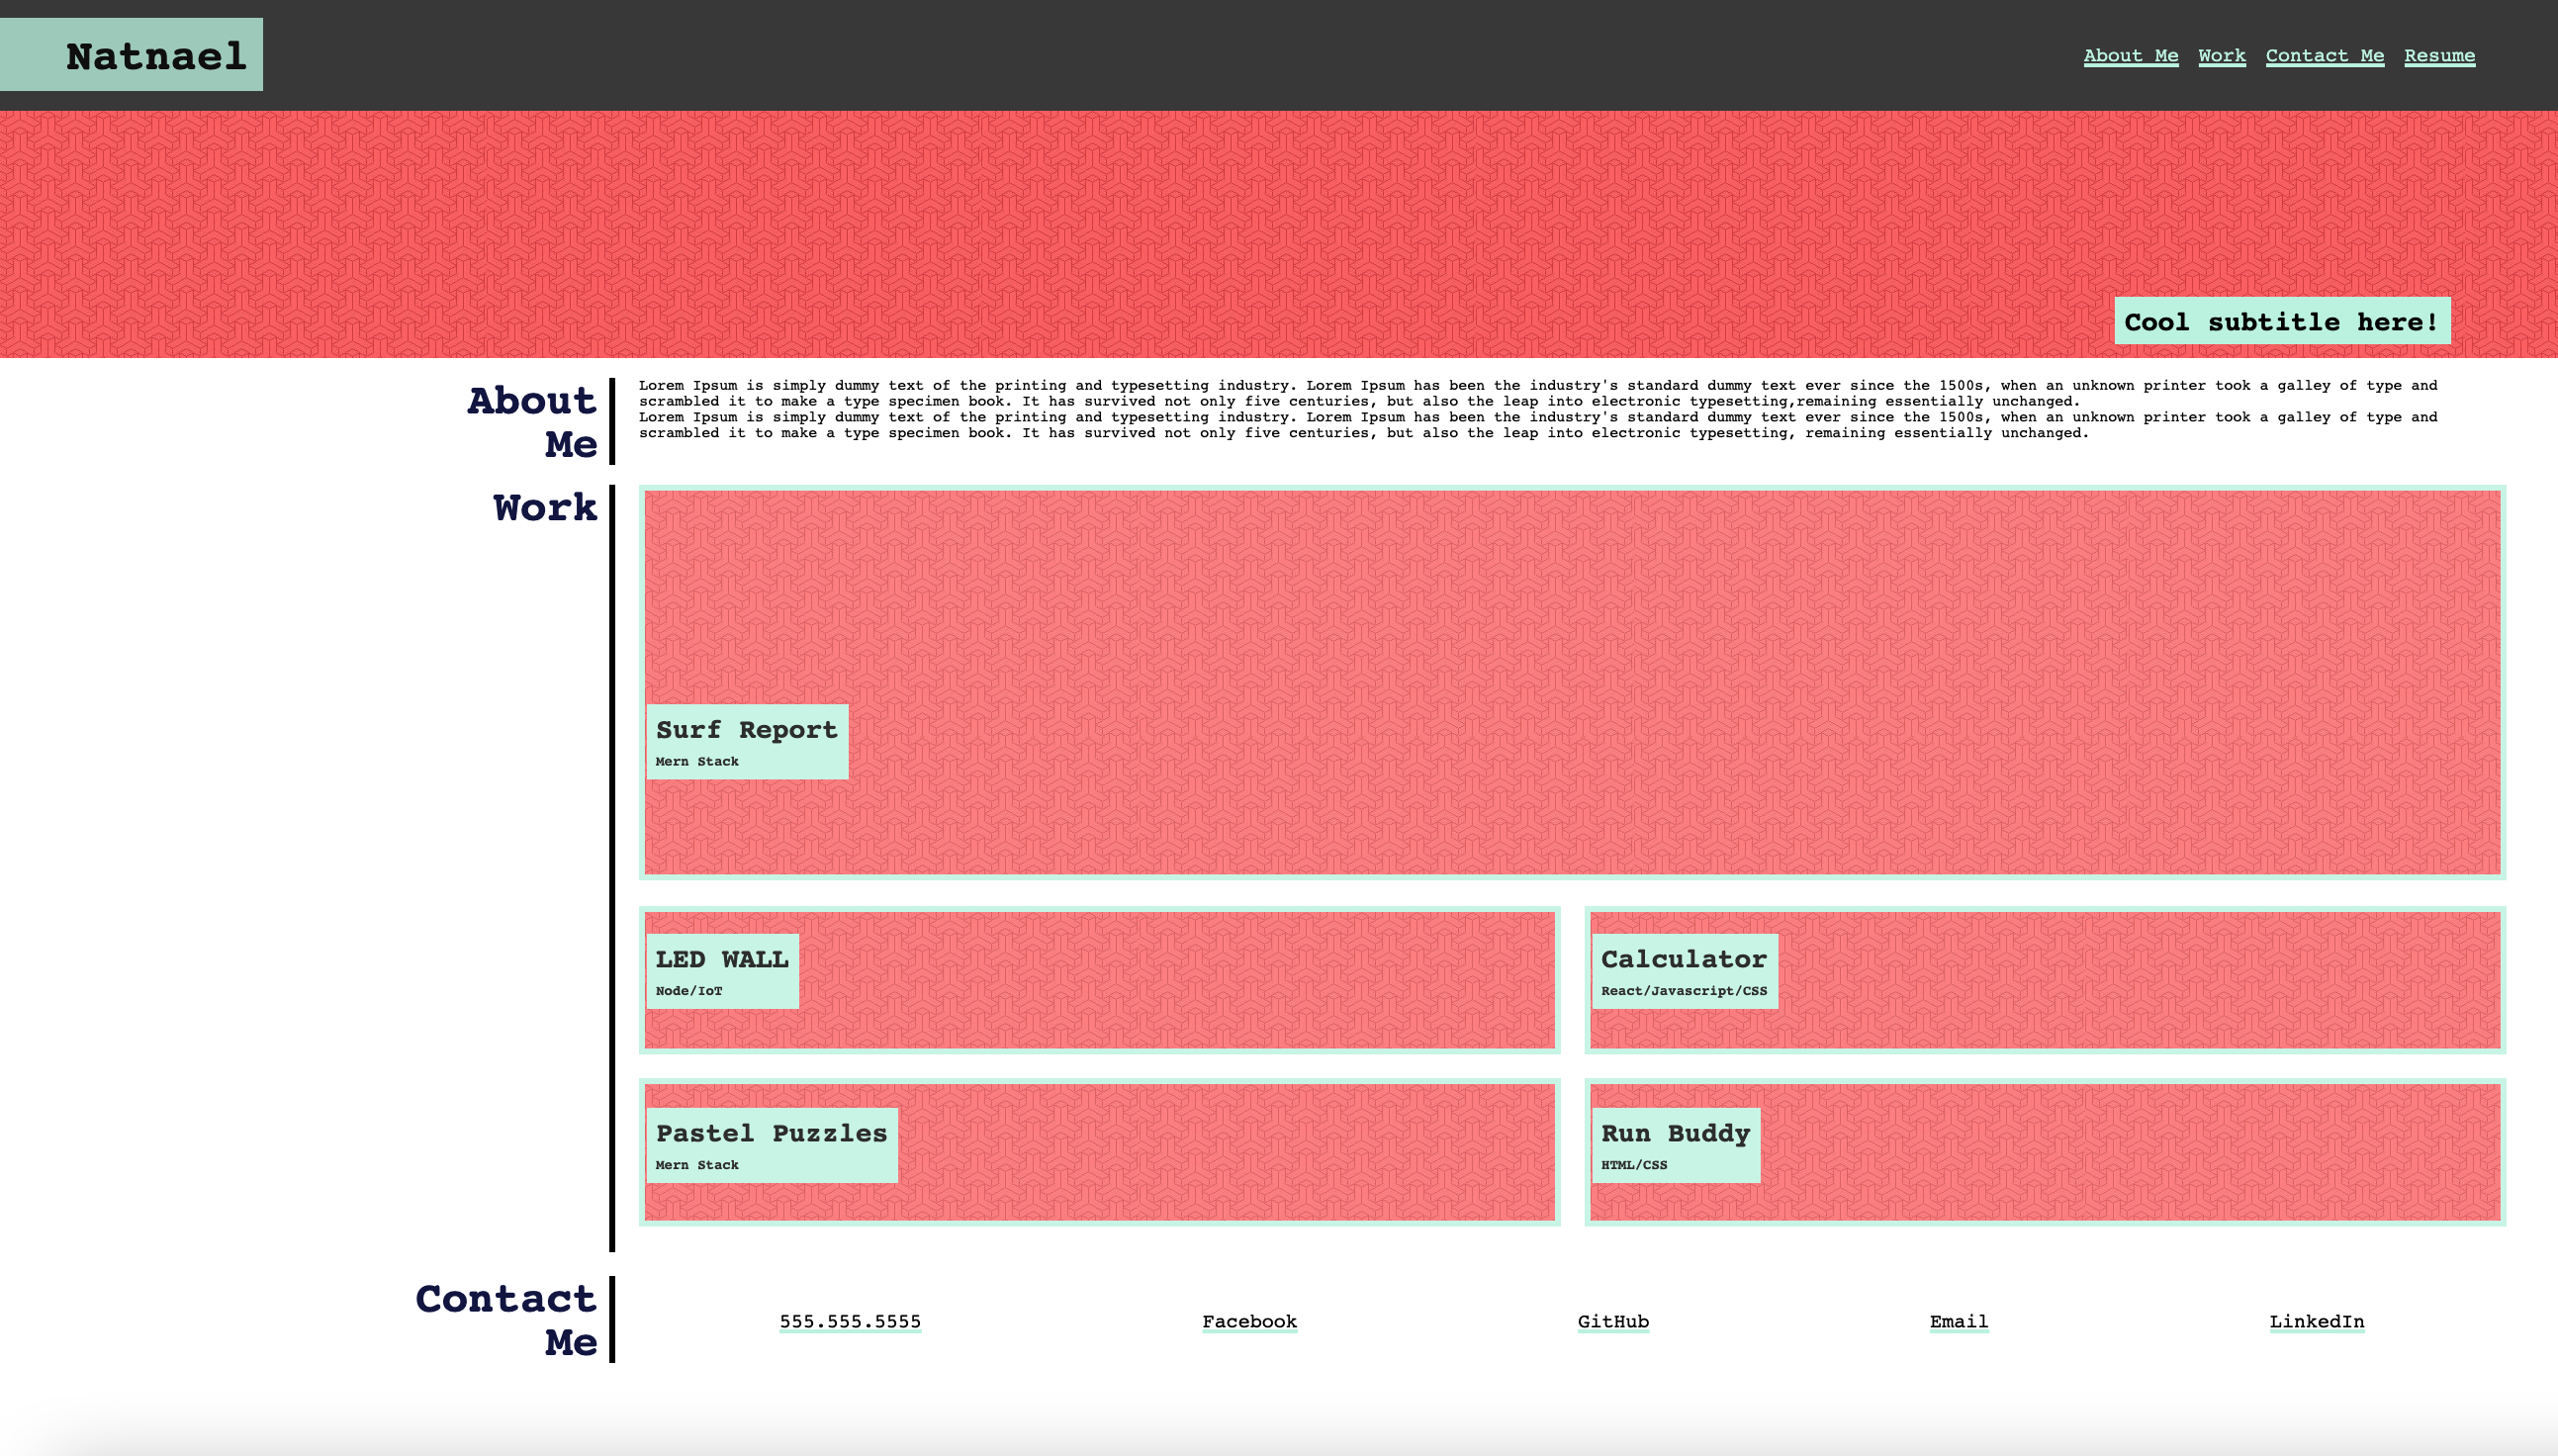 Natnael
About Me Work Contact Me Resume
Cool subtitle here!
About
Me
Lorem Ipsum is simply dummy text of the printing and typesetting industry. Lorem Ipsum has been the industry's standard dummy text ever since the 1500s, when an unknown printer took a galley of type and
scrambled it to make a type specimen book. It has survived not only five centuries, but also the leap into electronic typesetting,remaining essentially unchanged.
Lorem Ipsum is simply dummy text of the printing and typesetting industry. Lorem Ipsum has been the industry's standard dummy text ever since the 1500s, when an unknown printer took a galley of type and
scrambled it to make a type specimen book. It has survived not only five centuries, but also the leap into electronic typesetting, remaining essentially unchanged.
Work
Surf Report
Mern Stack
LED WALL
Node/IoT
Calculator
React/Javascript/CSS
Pastel Puzzles
Mern Stack
Run Buddy
HTML/CSS
Contact
Me
555.555.5555 Facebook GitHub Email LinkedIn